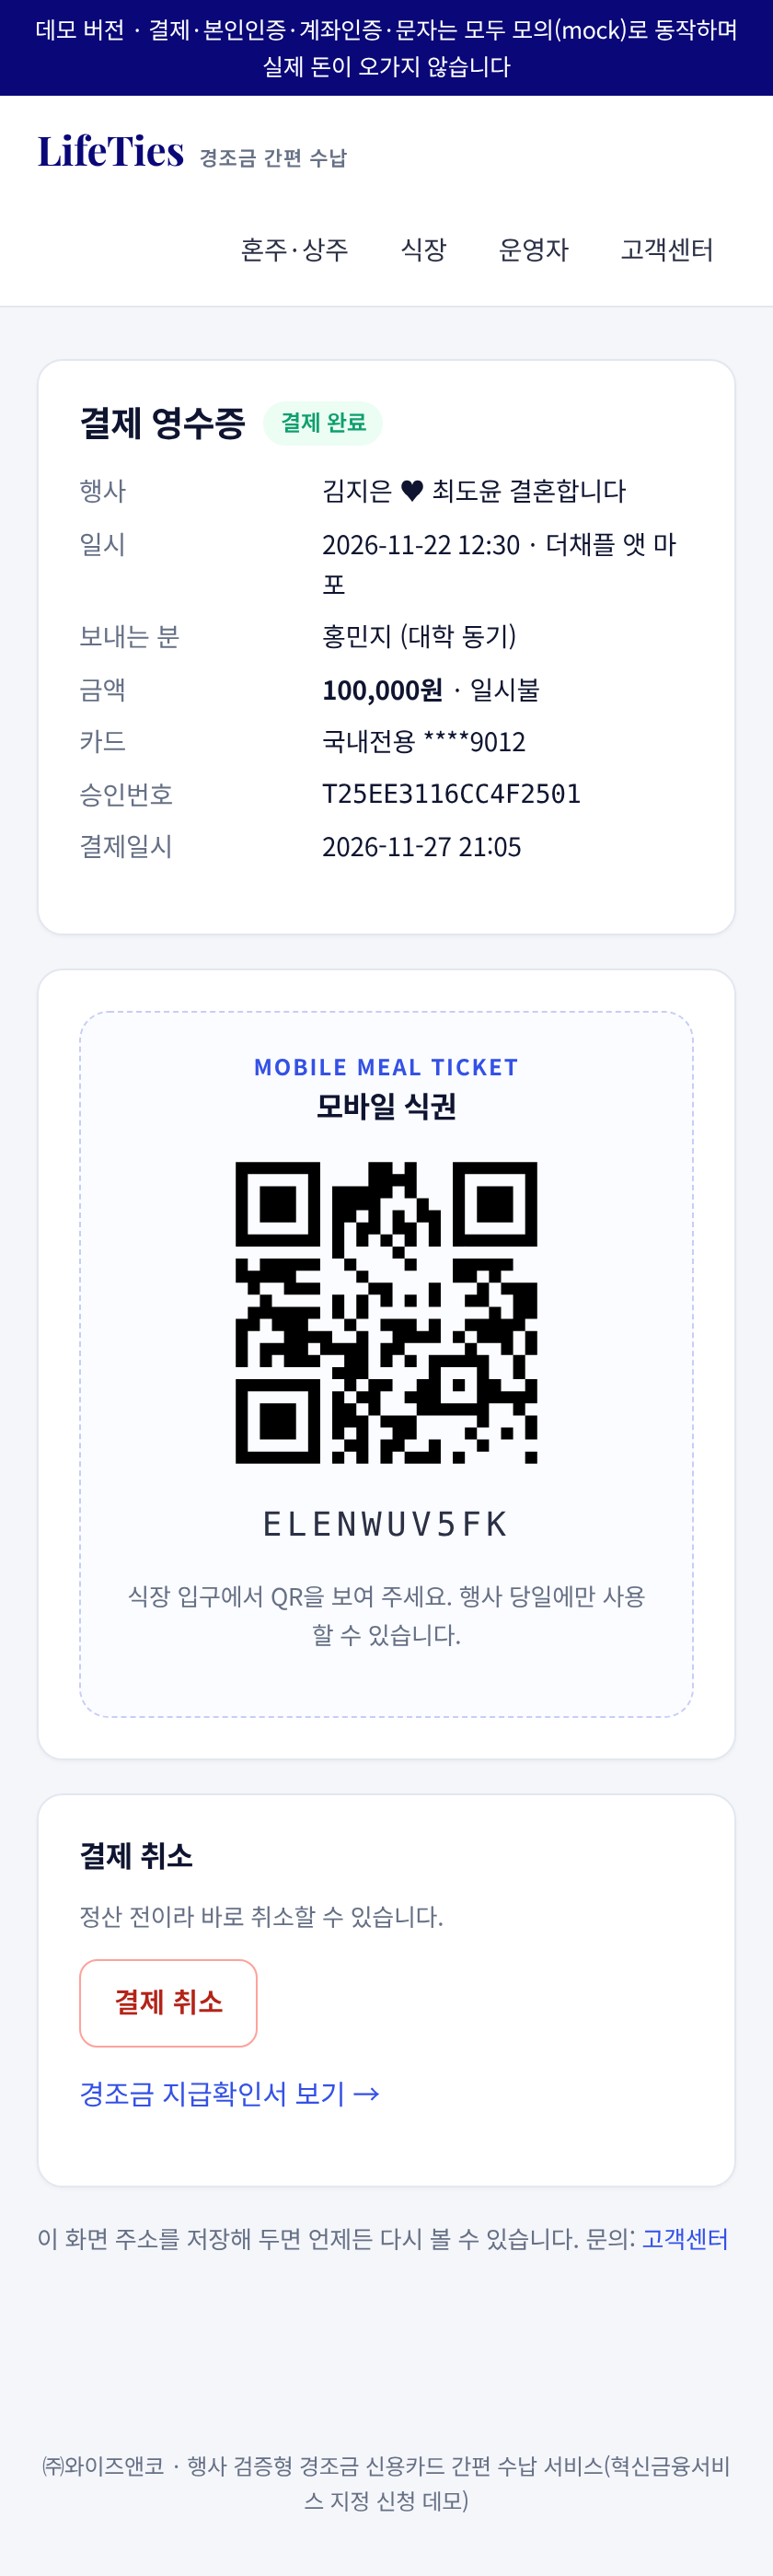 데모 버전 · 결제·본인인증·계좌인증·문자는 모두 모의(mock)로 동작하며
실제 돈이 오가지 않습니다
LifeTies 경조금 간편 수납
혼주·상주 식장 운영자 고객센터
결제 영수증 결제 완료
행사 김지은 ♥ 최도윤 결혼합니다
일시 2026-11-22 12:30 · 더채플 앳 마
포
보내는 분 홍민지 (대학 동기)
금액 100,000원 · 일시불
카드 국내전용 ****9012
승인번호 T25EE3116CC4F2501
결제일시 2026-11-27 21:05
MOBILE MEAL TICKET
모바일 식권
ELENWUV5FK
식장 입구에서 QR을 보여 주세요. 행사 당일에만 사용
할 수 있습니다.
결제 취소
정산 전이라 바로 취소할 수 있습니다.
결제 취소
경조금 지급확인서 보기 →
이 화면 주소를 저장해 두면 언제든 다시 볼 수 있습니다. 문의: 고객센터
㈜와이즈앤코 · 행사 검증형 경조금 신용카드 간편 수납 서비스(혁신금융서비
스 지정 신청 데모)